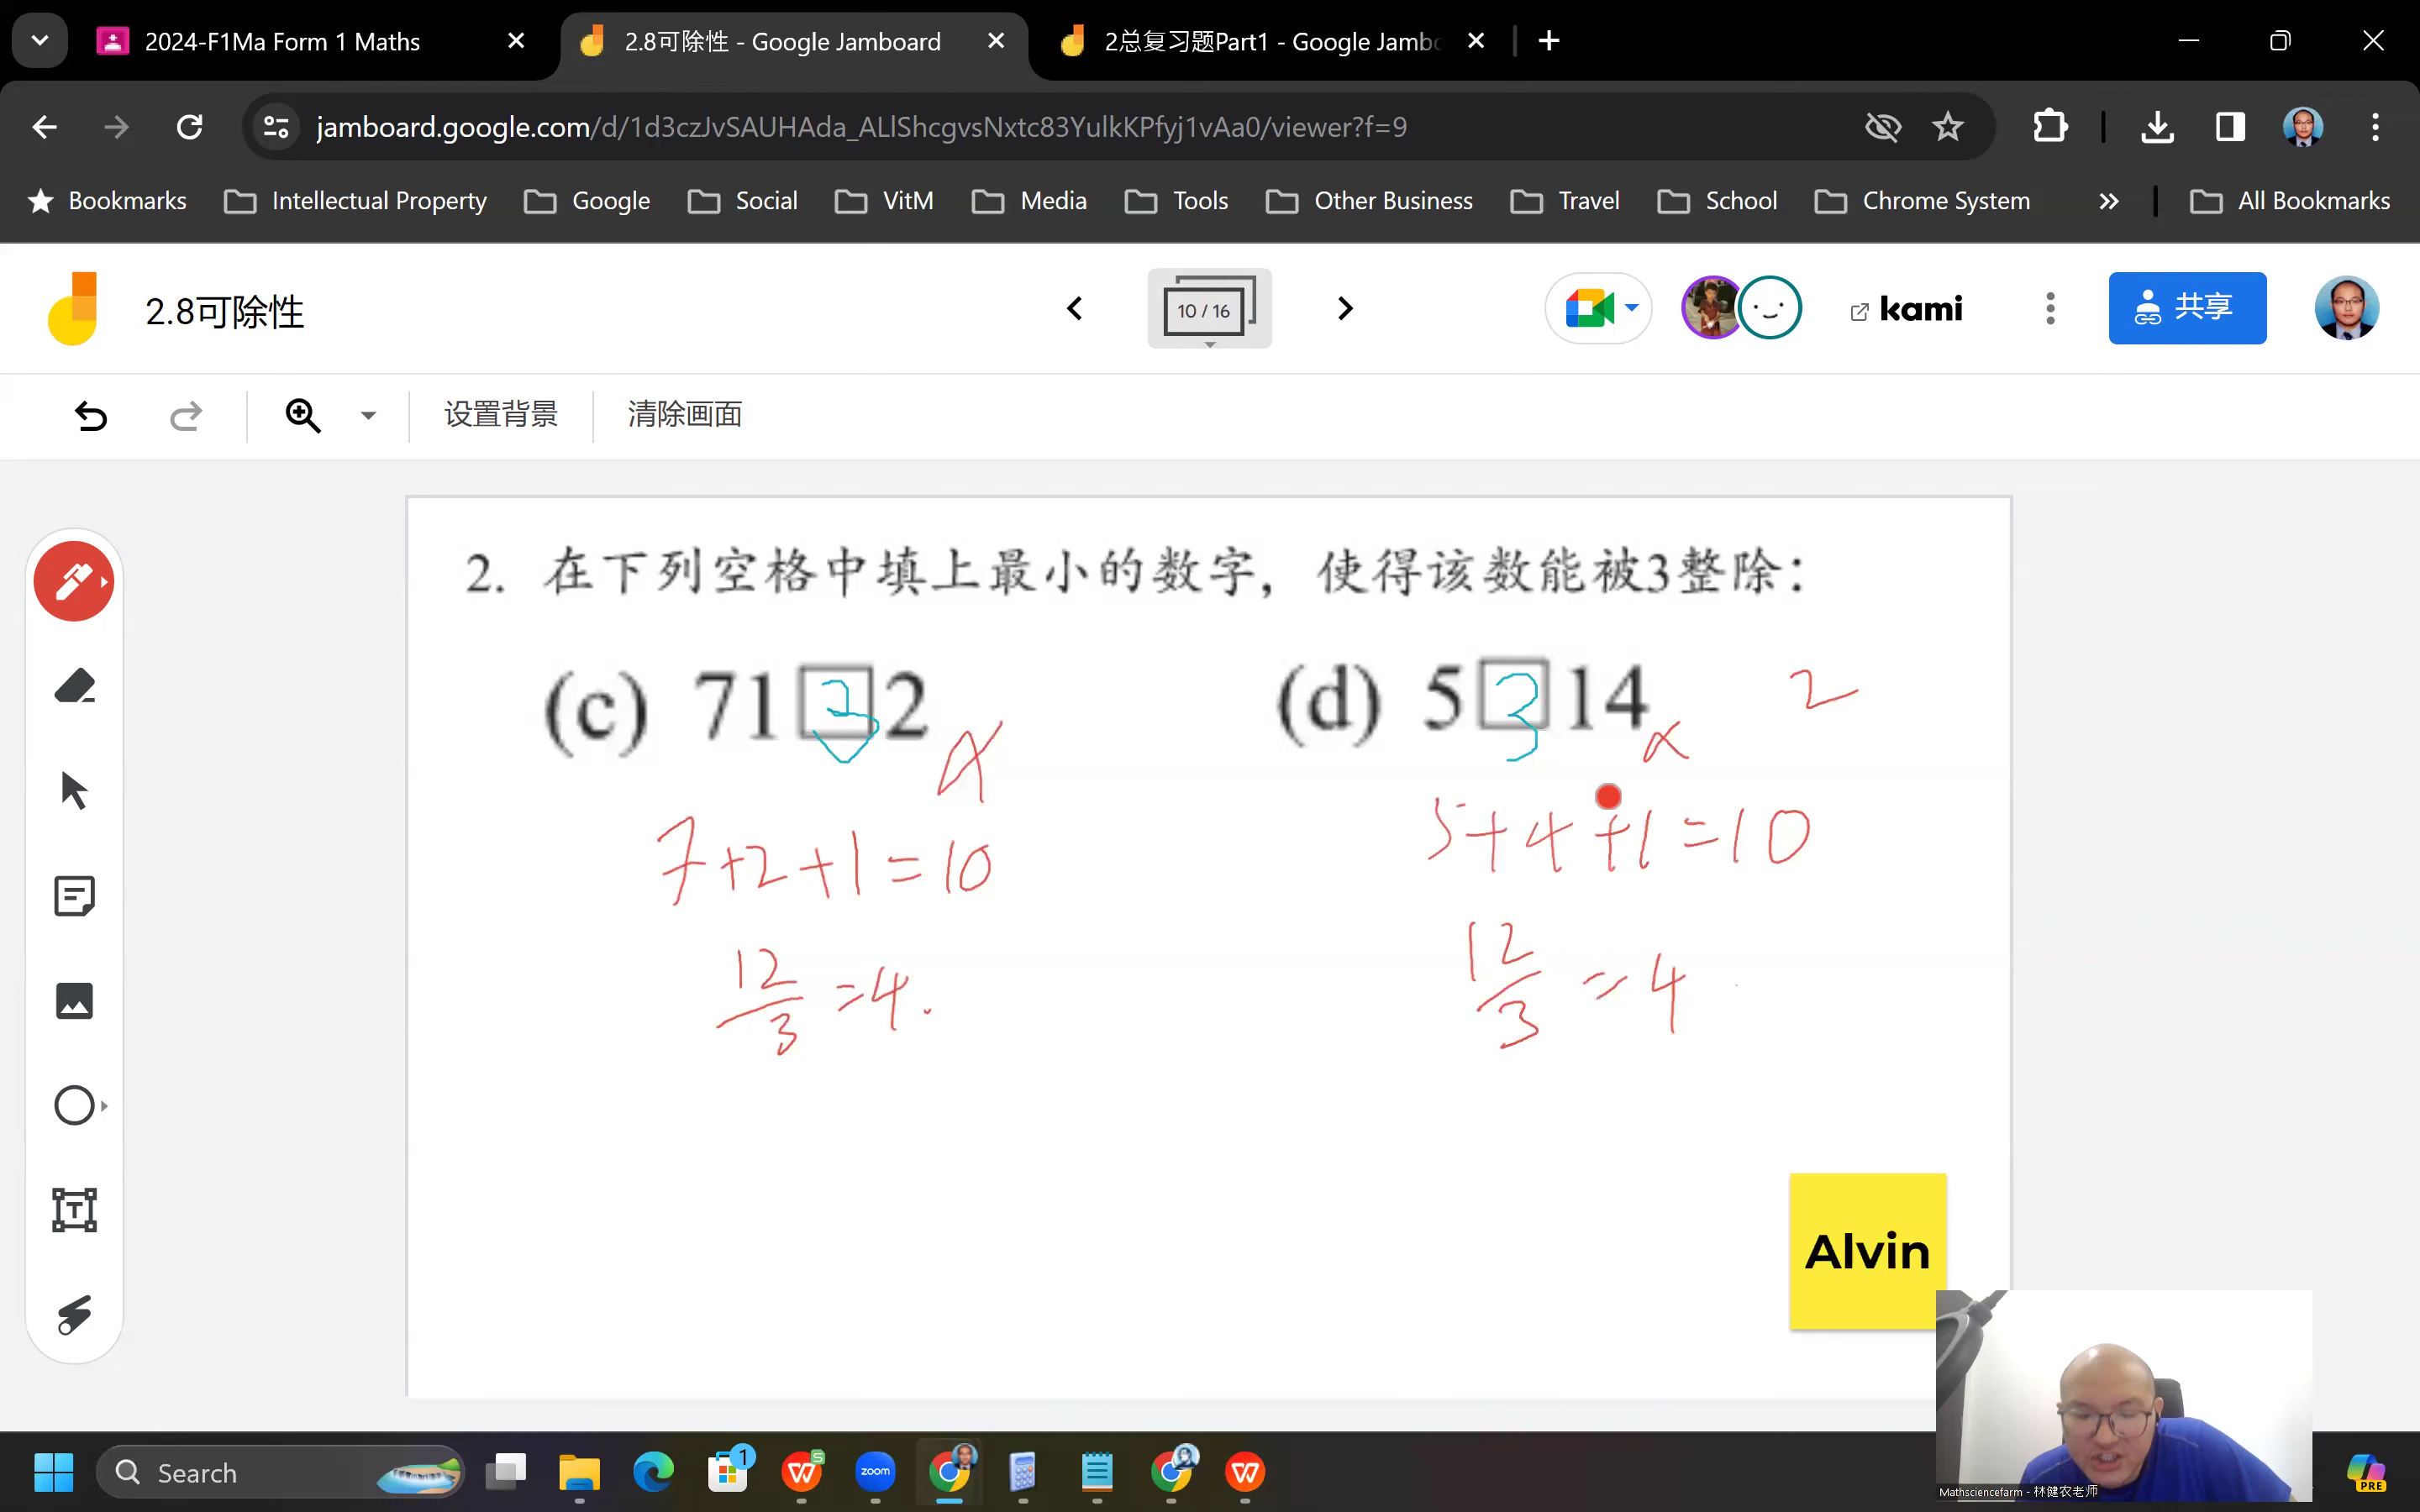 2024-F1Ma Form 1 Maths
2.8可除性 - Google Jamboard
2总复习题Part1 - Google Jambo
jamboard.google.com/d/1d3czJvSAUHAda_ALlShcgvsNxtc83YulkKPfyj1vAa0/viewer?f=9
Bookmarks Intellectual Property Google Social VitM Media Tools Other Business Travel School Chrome System All Bookmarks
2.8可除性
10 / 16
kami
共享
设置背景 清除画面
2. 在下列空格中填上最小的数字，使得该数能被3整除：
(c) 71 3 2
(d) 5 3 14
2
7+2+1=10
5+4+1=10
12/3 =4.
12/3 =4
Alvin
Mathsciencefarm - 林健农老师
Search
1
S
zoom
PRE